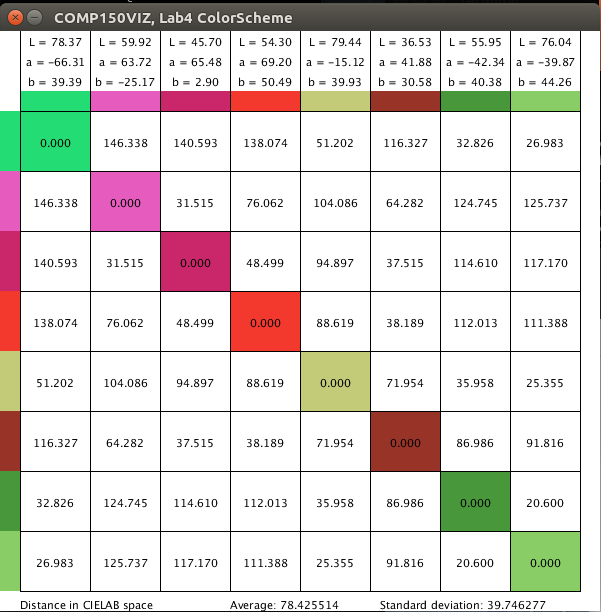 COMP150VIZ, Lab4 ColorScheme
L = 78.37 L = 59.92 L = 45.70 L = 54.30 L = 79.44 L = 36.53 L = 55.95 L = 76.04
a = -66.31 a = 63.72 a = 65.48 a = 69.20 a = -15.12 a = 41.88 a = -42.34 a = -39.87
b = 39.39 b = -25.17 b = 2.90 b = 50.49 b = 39.93 b = 30.58 b = 40.38 b = 44.26
0.000 146.338 140.593 138.074 51.202 116.327 32.826 26.983
146.338 0.000 31.515 76.062 104.086 64.282 124.745 125.737
140.593 31.515 0.000 48.499 94.897 37.515 114.610 117.170
138.074 76.062 48.499 0.000 88.619 38.189 112.013 111.388
51.202 104.086 94.897 88.619 0.000 71.954 35.958 25.355
116.327 64.282 37.515 38.189 71.954 0.000 86.986 91.816
32.826 124.745 114.610 112.013 35.958 86.986 0.000 20.600
26.983 125.737 117.170 111.388 25.355 91.816 20.600 0.000
Distance in CIELAB space Average: 78.425514 Standard deviation: 39.746277